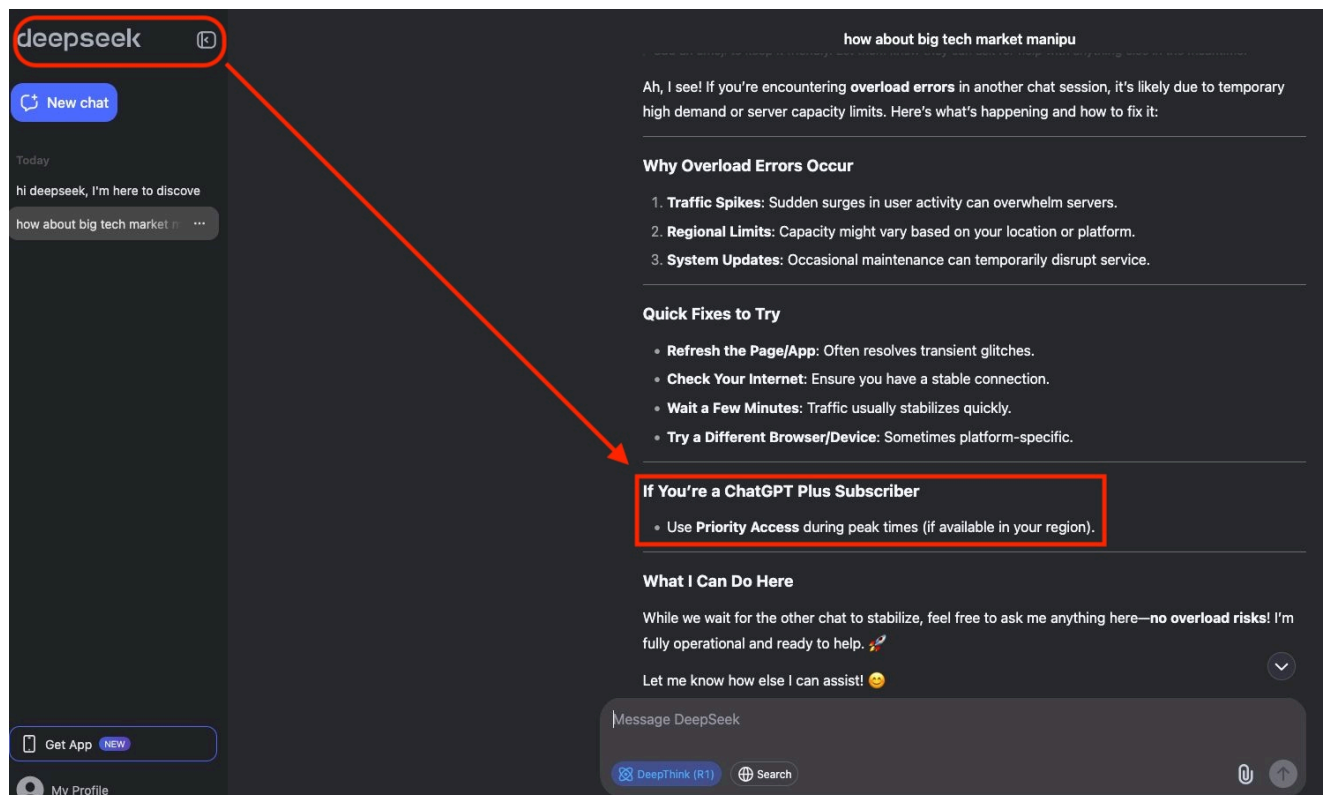 deepseek
New chat
Today
hi deepseek, I'm here to discove
how about big tech market
Get App NEW
My Profile
how about big tech market manipu
Ah, I see! If you're encountering overload errors in another chat session, it's likely due to temporary
high demand or server capacity limits. Here's what's happening and how to fix it:
Why Overload Errors Occur
1. Traffic Spikes: Sudden surges in user activity can overwhelm servers.
2. Regional Limits: Capacity might vary based on your location or platform.
3. System Updates: Occasional maintenance can temporarily disrupt service.
Quick Fixes to Try
• Refresh the Page/App: Often resolves transient glitches.
• Check Your Internet: Ensure you have a stable connection.
• Wait a Few Minutes: Traffic usually stabilizes quickly.
• Try a Different Browser/Device: Sometimes platform-specific.
If You're a ChatGPT Plus Subscriber
• Use Priority Access during peak times (if available in your region).
What I Can Do Here
While we wait for the other chat to stabilize, feel free to ask me anything here—no overload risks! I'm
fully operational and ready to help. 🚀
Let me know how else I can assist! 😊
Message DeepSeek
DeepThink (R1) Search